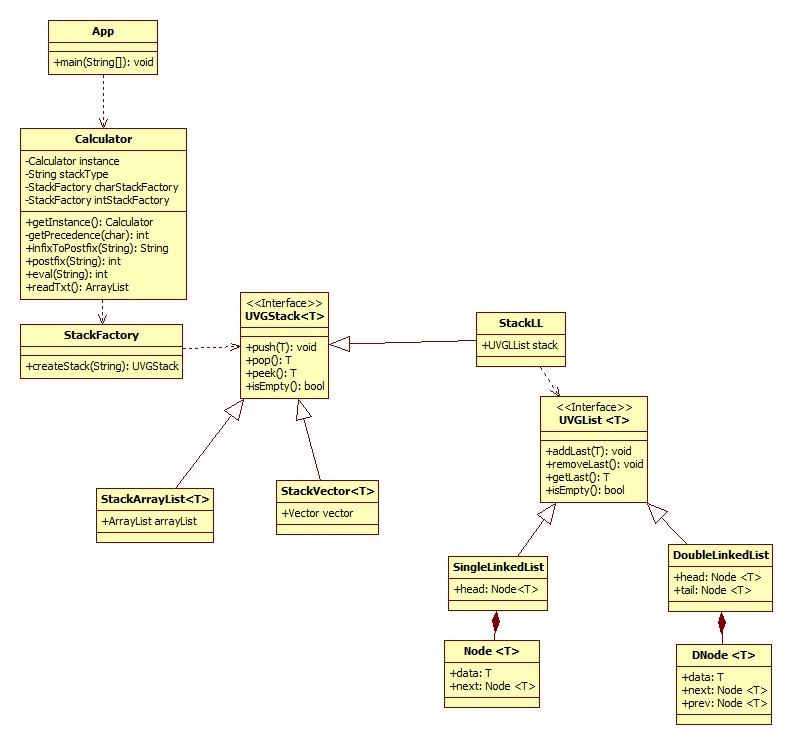 App
+main(String[]): void
Calculator
-Calculator instance
-String stackType
-StackFactory charStackFactory
-StackFactory intStackFactory
+getInstance(): Calculator
-getPrecedence(char): int
+infixToPostfix(String): String
+postfix(String): int
+eval(String): int
+readTxt(): ArrayList
StackFactory
+createStack(String): UVGStack
<<Interface>>
UVGStack<T>
+push(T): void
+pop(): T
+peek(): T
+isEmpty(): bool
StackLL
+UVGLList stack
<<Interface>>
UVGList <T>
+addLast(T): void
+removeLast(): void
+getLast(): T
+isEmpty(): bool
StackArrayList<T>
+ArrayList arrayList
StackVector<T>
+Vector vector
SingleLinkedList
+head: Node<T>
DoubleLinkedList
+head: Node <T>
+tail: Node <T>
Node <T>
+data: T
+next: Node <T>
DNode <T>
+data: T
+next: Node <T>
+prev: Node <T>